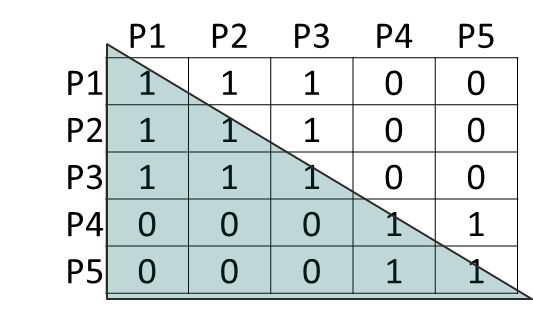 P1 P2 P3 P4 P5
P1 1 1 1 0 0
P2 1 1 1 0 0
P3 1 1 1 0 0
P4 0 0 0 1 1
P5 0 0 0 1 1